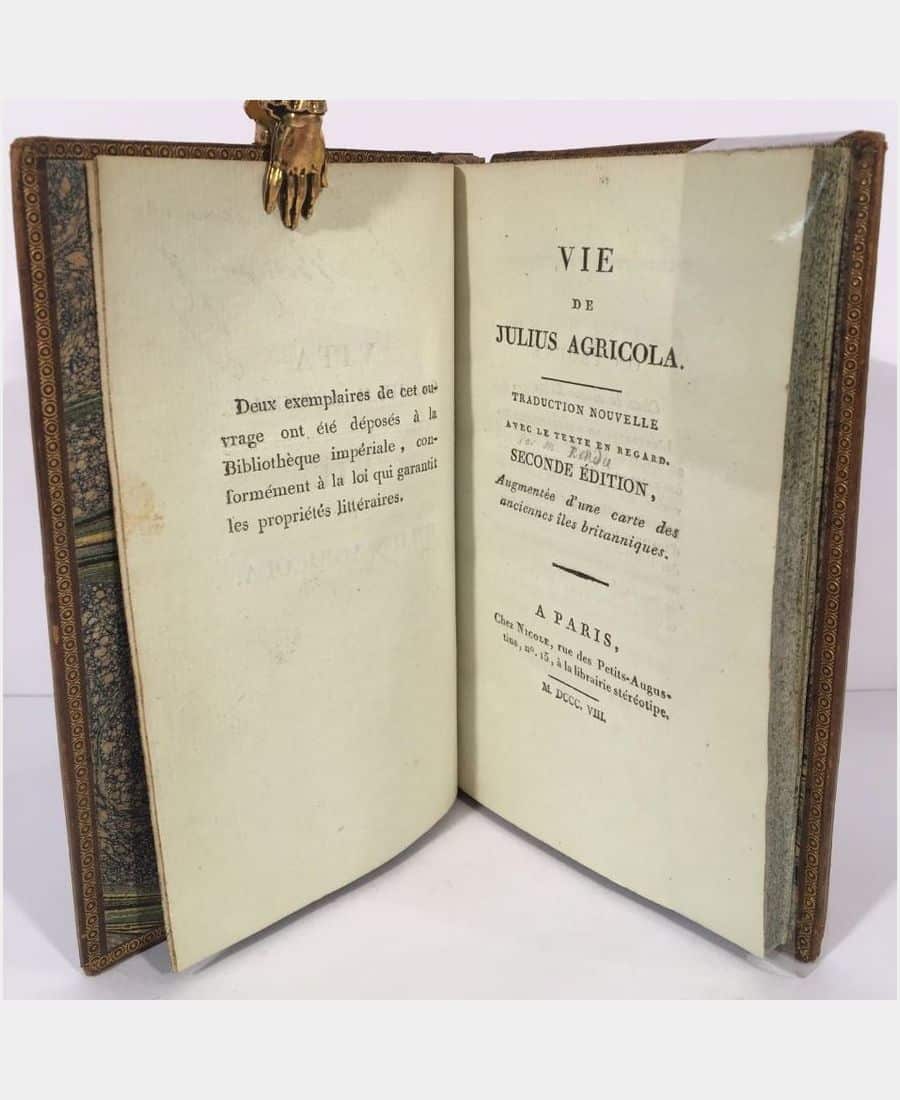 Deux exemplaires de cet ou-
vrage ont été déposés à la
Bibliothèque impériale, con-
formément à la loi qui garantit
les propriétés littéraires.
VIE
DE
JULIUS AGRICOLA.
TRADUCTION NOUVELLE
AVEC LE TEXTE EN REGARD.
par M. Rendu
SECONDE ÉDITION,
Augmentée d'une carte des
anciennes îles britanniques.
A PARIS,
Chez NICOLE, rue des Petits-Augus-
tins, no. 15, à la librairie stéréotipe.
M. DCCC. VIII.